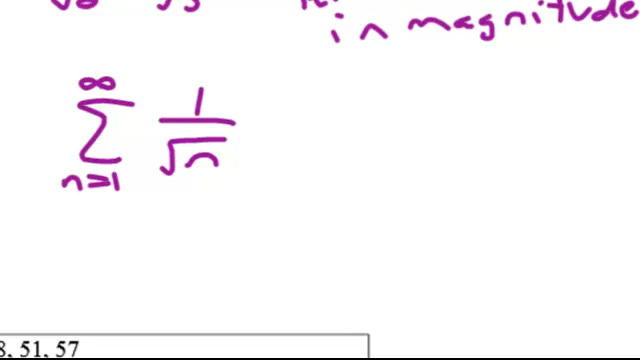 in magnitude
∞
∑ 1/√n
n=1
8, 51, 57